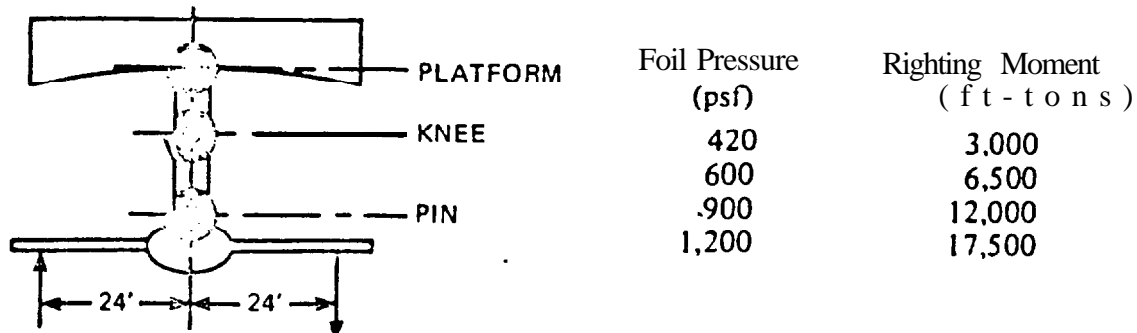 PLATFORM
KNEE
PIN
24' 24'
Foil Pressure Righting Moment
(psf) (ft-tons)
420 3,000
600 6,500
.900 12,000
1,200 17,500